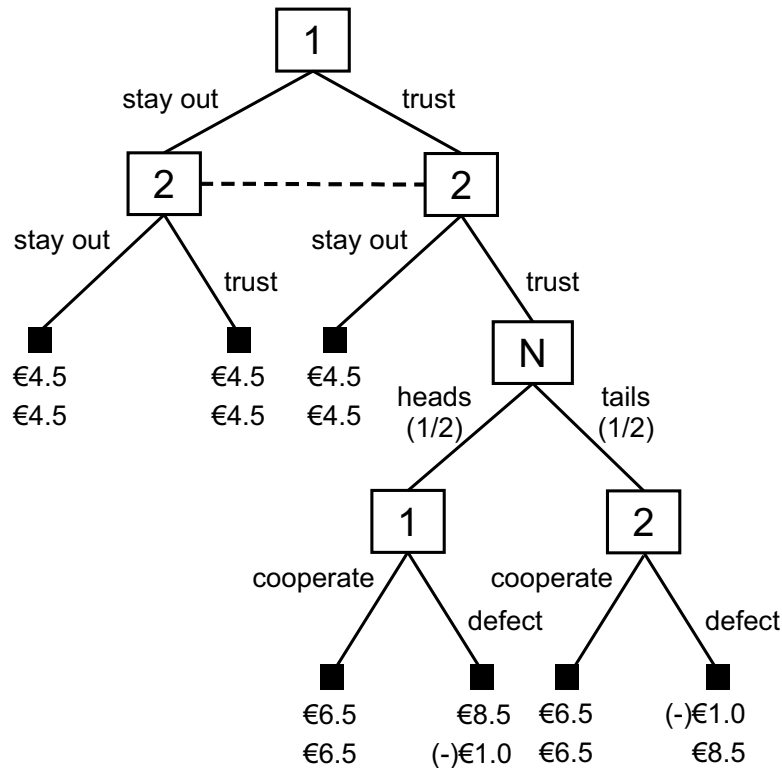 1
stay out trust
2 2
stay out trust stay out trust
€4.5 €4.5 €4.5 N
€4.5 €4.5 €4.5
heads tails
(1/2) (1/2)
1 2
cooperate cooperate
defect defect
€6.5 €8.5 €6.5 (-)€1.0
€6.5 (-)€1.0 €6.5 €8.5